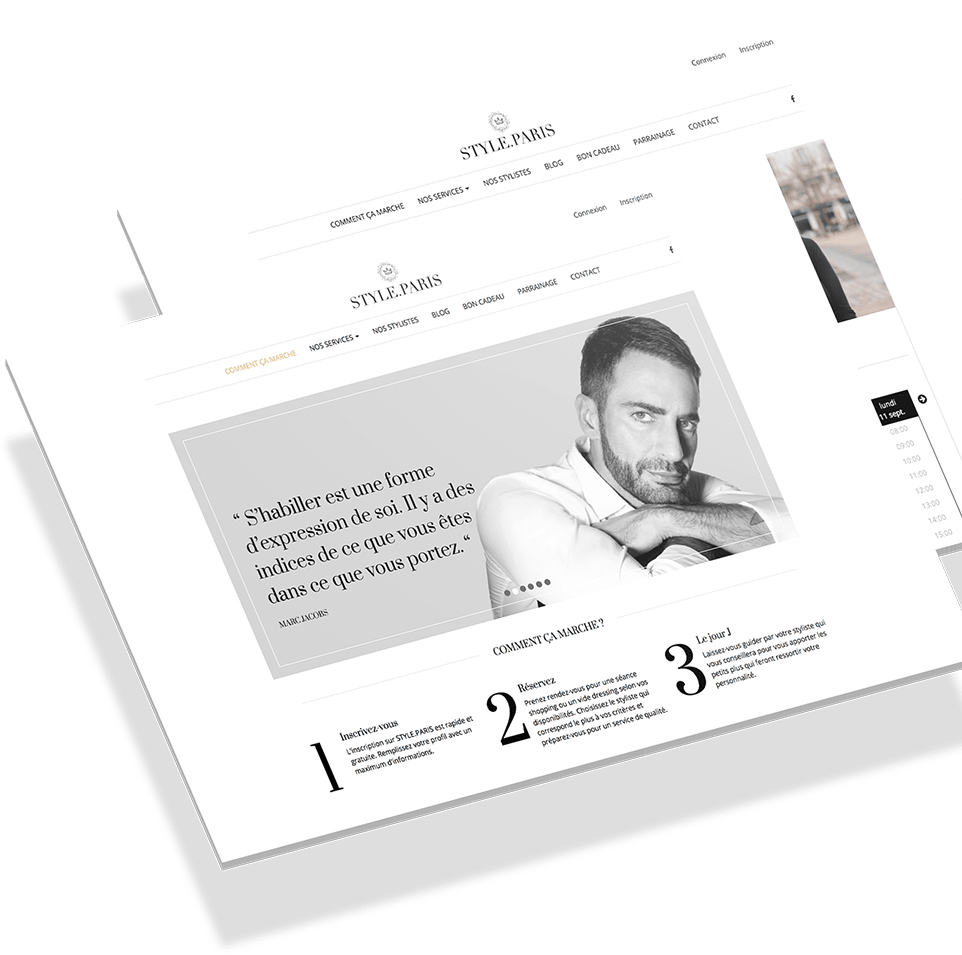 Connexion Inscription
STYLE.PARIS
COMMENT ÇA MARCHE NOS SERVICES NOS STYLISTES BLOG BON CADEAU PARRAINAGE CONTACT
lundi
11 sept.
08:00
09:00
10:00
11:00
12:00
13:00
14:00
15:00
Connexion Inscription
STYLE.PARIS
COMMENT ÇA MARCHE NOS SERVICES NOS STYLISTES BLOG BON CADEAU PARRAINAGE CONTACT
“ S'habiller est une forme
d'expression de soi. Il y a des
indices de ce que vous êtes
dans ce que vous portez.“
MARC JACOBS
COMMENT ÇA MARCHE ?
1
Inscrivez-vous
L'inscription sur STYLE.PARIS est rapide et
gratuite. Remplissez votre profil avec un
maximum d'informations.
2
Réservez
Prenez rendez-vous pour une séance
shopping ou un vide dressing selon vos
disponibilités. Choisissez le styliste qui
correspond le plus à vos critères et
préparez-vous pour un service de qualité.
3
Le jour J
Laissez-vous guider par votre styliste qui
vous conseillera pour vous apporter les
petits plus qui feront ressortir votre
personnalité.